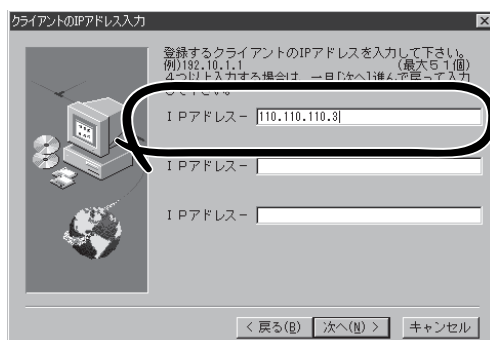 クライアントのIPアドレス入力
登録するクライアントのIPアドレスを入力して下さい。
例)192.10.1.1 (最大51個)
4つ以上入力する場合は、一旦[次へ]進んで戻って入力
して下さい。
IPアドレス- 110.110.110.3
IPアドレス-
IPアドレス-
< 戻る(B) 次へ(N) > キャンセル